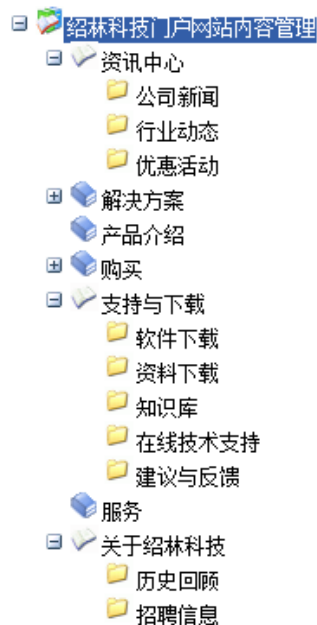 绍林科技门户网站内容管理
资讯中心
公司新闻
行业动态
优惠活动
解决方案
产品介绍
购买
支持与下载
软件下载
资料下载
知识库
在线技术支持
建议与反馈
服务
关于绍林科技
历史回顾
招聘信息